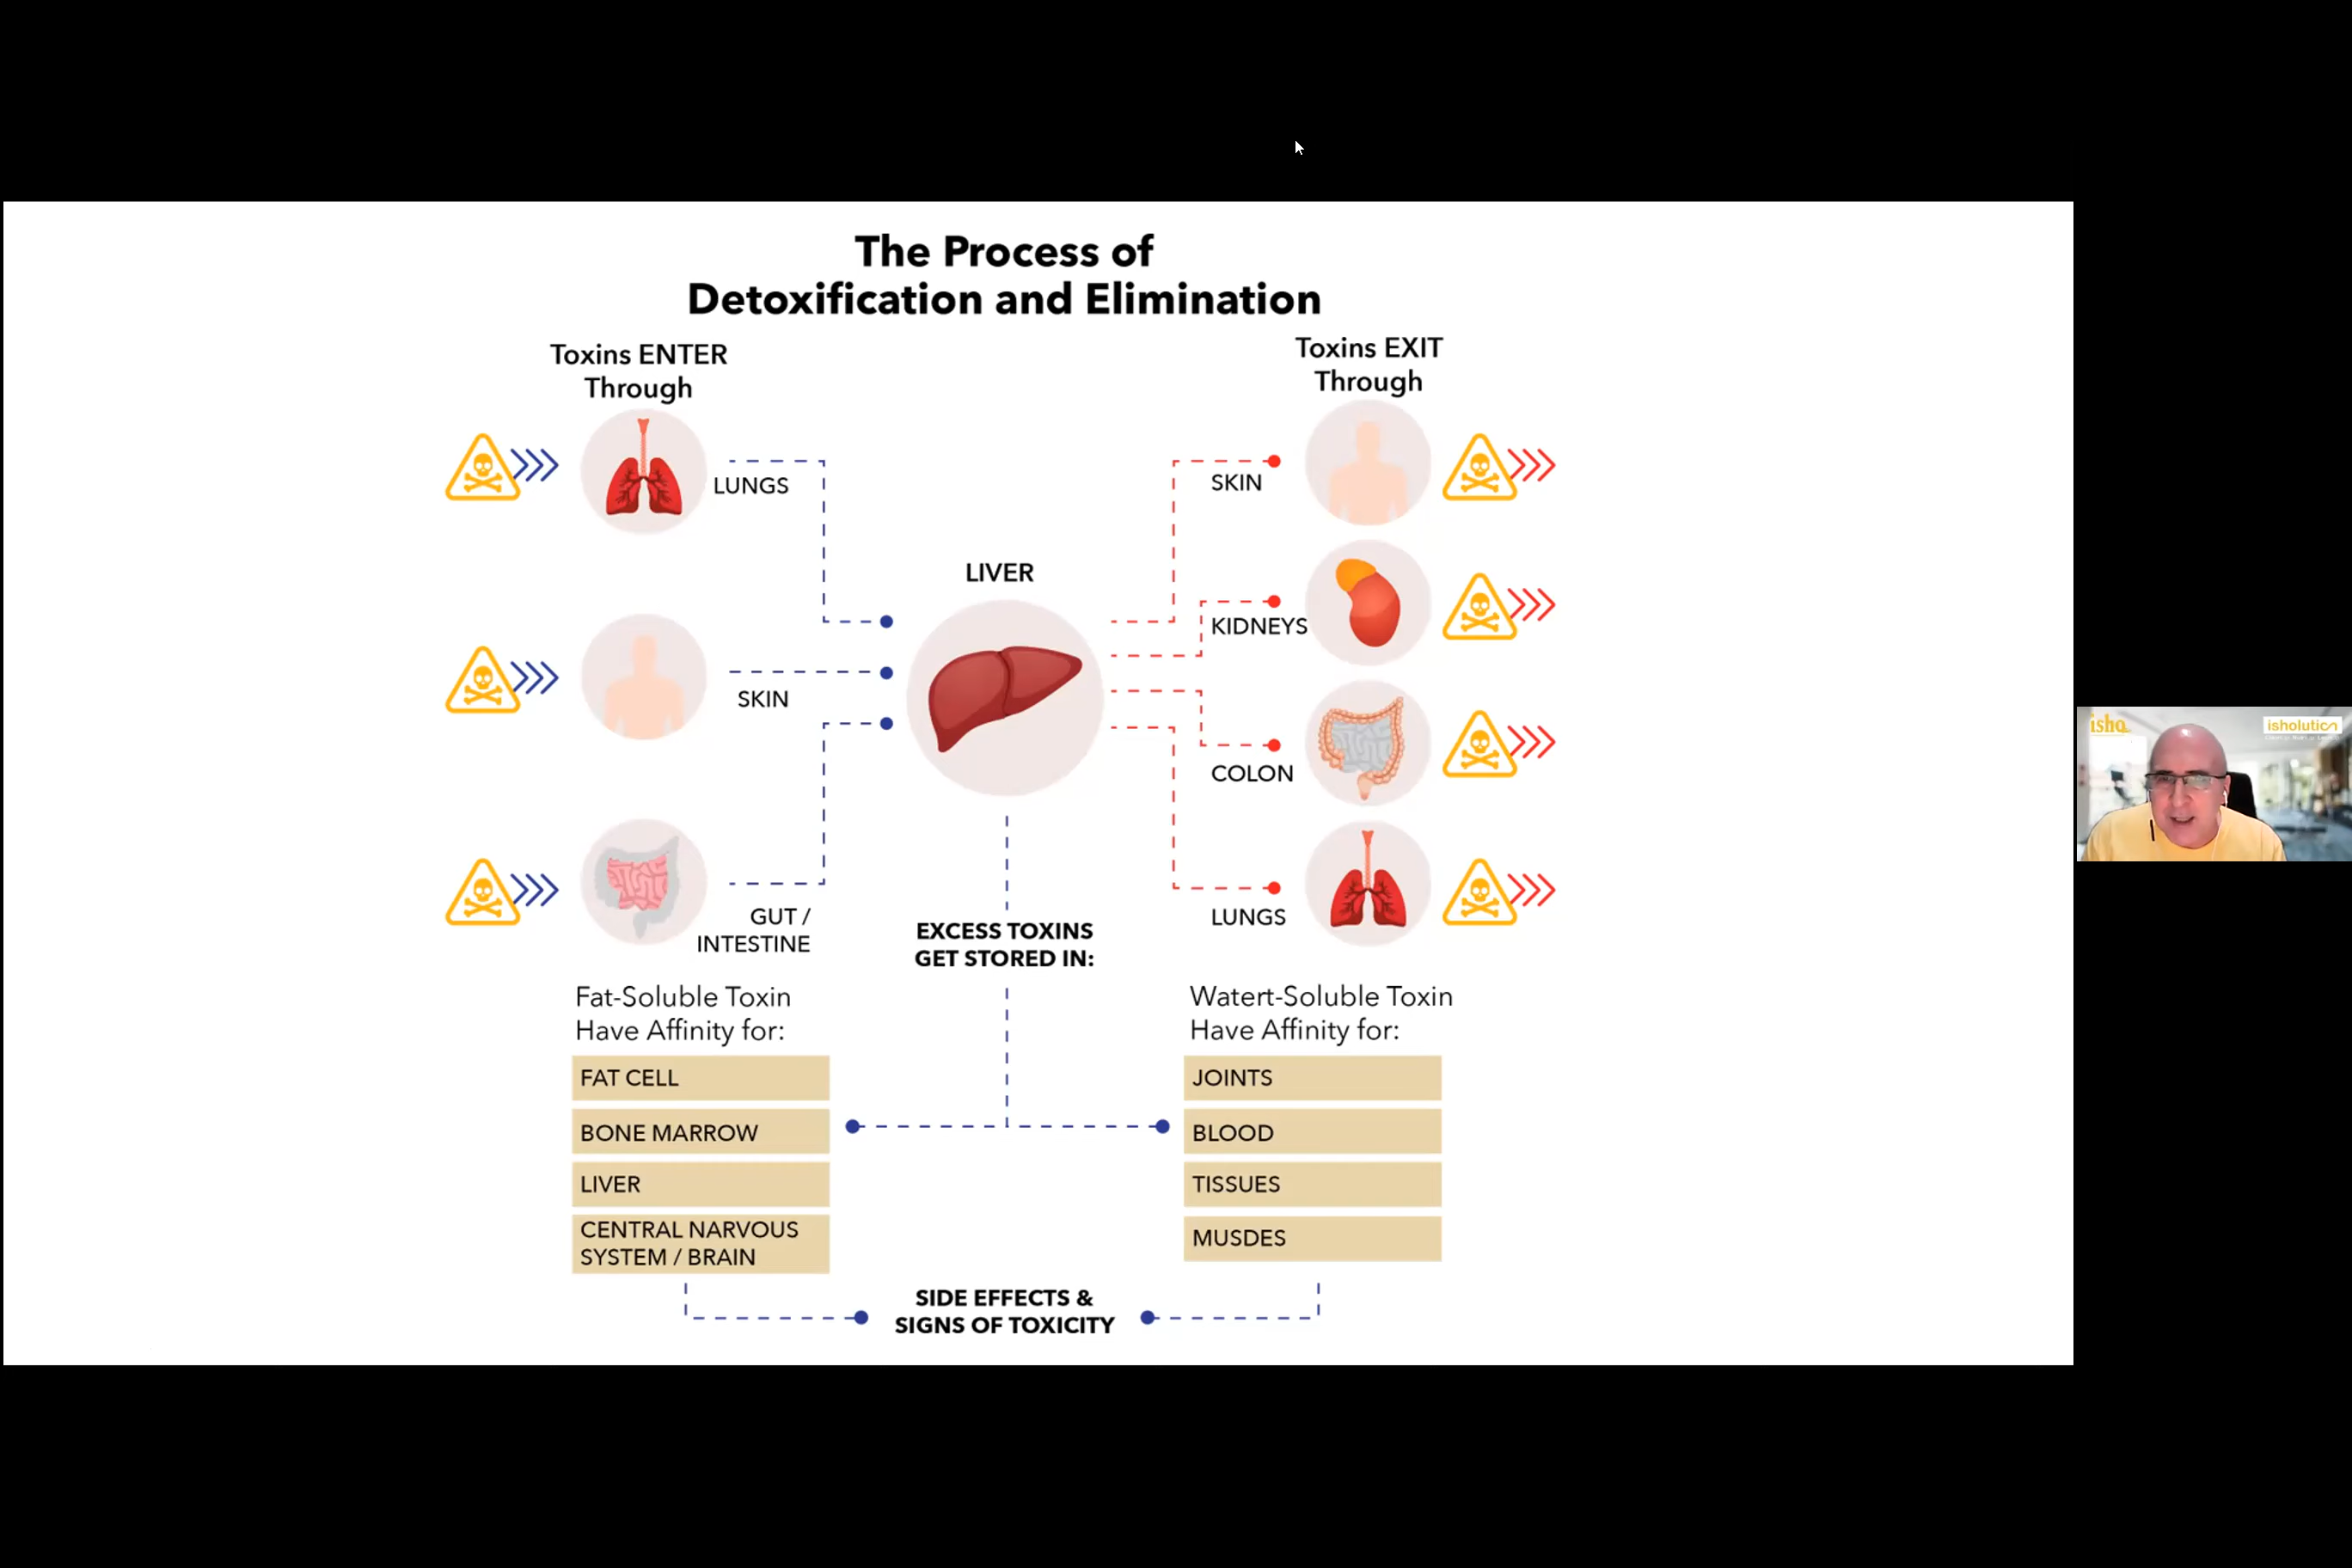 The Process of
Detoxification and Elimination
Toxins ENTER
Through
LUNGS
SKIN
GUT /
INTESTINE
LIVER
Toxins EXIT
Through
SKIN
KIDNEYS
COLON
LUNGS
EXCESS TOXINS
GET STORED IN:
Fat-Soluble Toxin
Have Affinity for:
FAT CELL
BONE MARROW
LIVER
CENTRAL NARVOUS
SYSTEM / BRAIN
Watert-Soluble Toxin
Have Affinity for:
JOINTS
BLOOD
TISSUES
MUSDES
SIDE EFFECTS &
SIGNS OF TOXICITY
isho
isholution